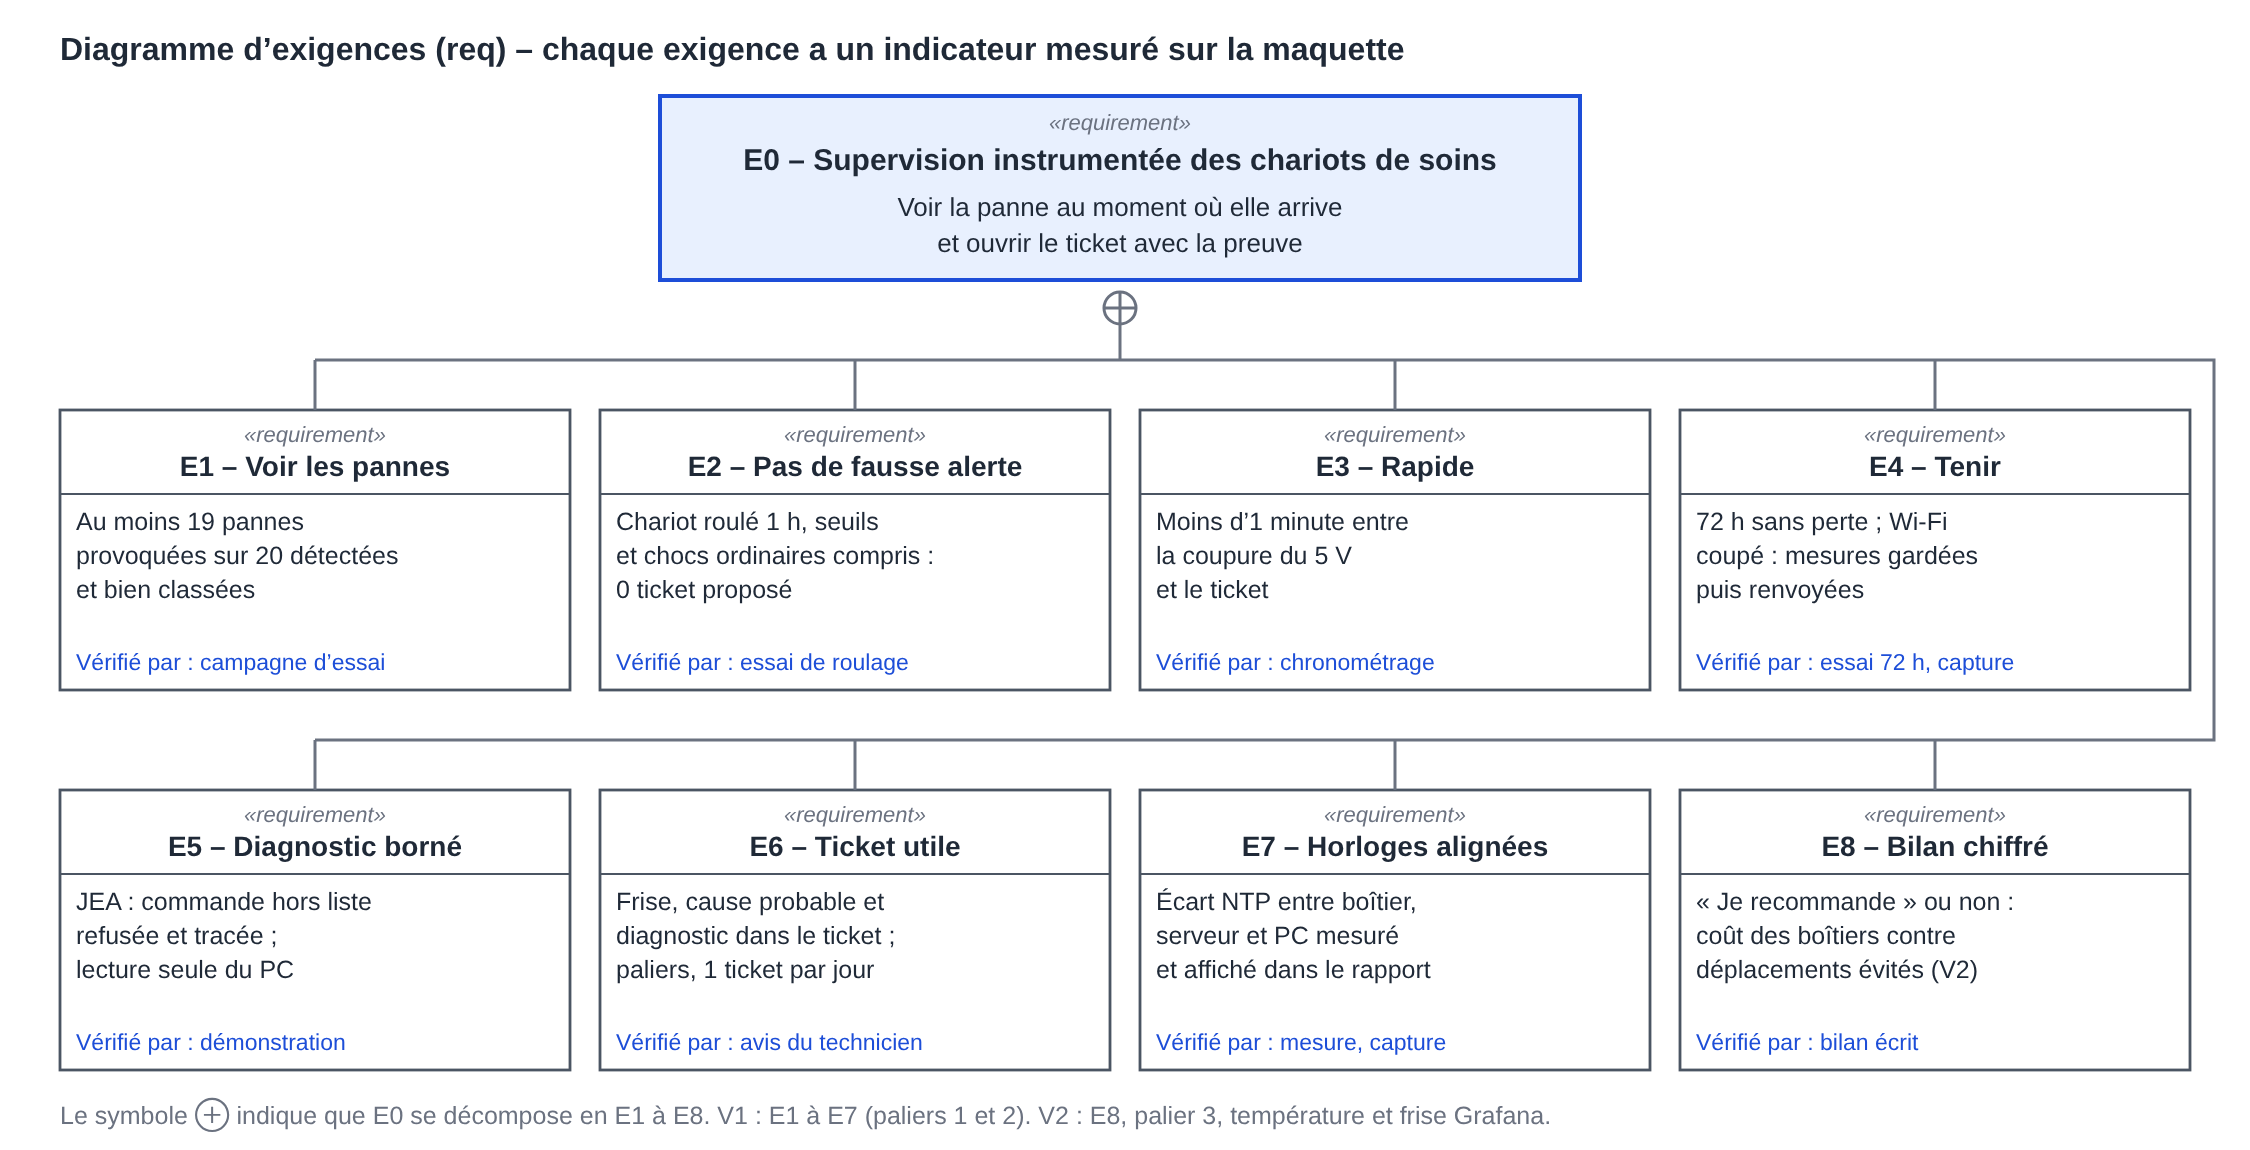 Diagramme d’exigences (req) – chaque exigence a un indicateur mesuré sur la maquette
«requirement»
E0 – Supervision instrumentée des chariots de soins
Voir la panne au moment où elle arrive
et ouvrir le ticket avec la preuve
«requirement»
E1 – Voir les pannes
Au moins 19 pannes
provoquées sur 20 détectées
et bien classées
Vérifié par : campagne d’essai
«requirement»
E2 – Pas de fausse alerte
Chariot roulé 1 h, seuils
et chocs ordinaires compris :
0 ticket proposé
Vérifié par : essai de roulage
«requirement»
E3 – Rapide
Moins d’1 minute entre
la coupure du 5 V
et le ticket
Vérifié par : chronométrage
«requirement»
E4 – Tenir
72 h sans perte ; Wi-Fi
coupé : mesures gardées
puis renvoyées
Vérifié par : essai 72 h, capture
«requirement»
E5 – Diagnostic borné
JEA : commande hors liste
refusée et tracée ;
lecture seule du PC
Vérifié par : démonstration
«requirement»
E6 – Ticket utile
Frise, cause probable et
diagnostic dans le ticket ;
paliers, 1 ticket par jour
Vérifié par : avis du technicien
«requirement»
E7 – Horloges alignées
Écart NTP entre boîtier,
serveur et PC mesuré
et affiché dans le rapport
Vérifié par : mesure, capture
«requirement»
E8 – Bilan chiffré
« Je recommande » ou non :
coût des boîtiers contre
déplacements évités (V2)
Vérifié par : bilan écrit
Le symbole indique que E0 se décompose en E1 à E8. V1 : E1 à E7 (paliers 1 et 2). V2 : E8, palier 3, température et frise Grafana.